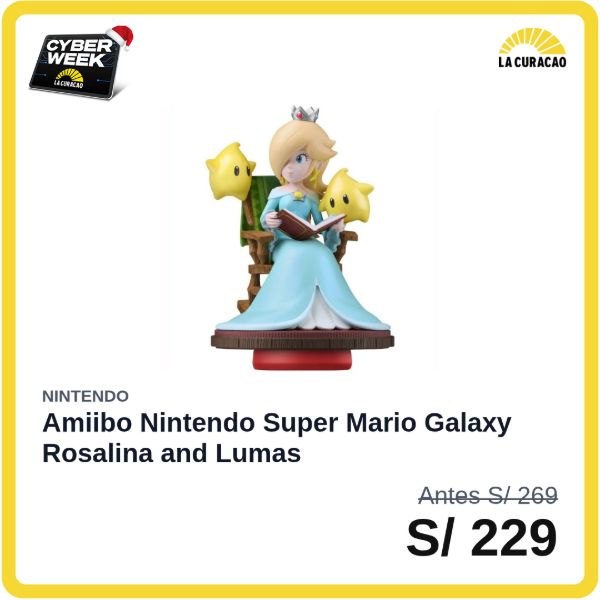 CYBER
WEEK
LA CURACAO
LA CURACAO
NINTENDO
Amiibo Nintendo Super Mario Galaxy
Rosalina and Lumas
Antes S/ 269
S/ 229